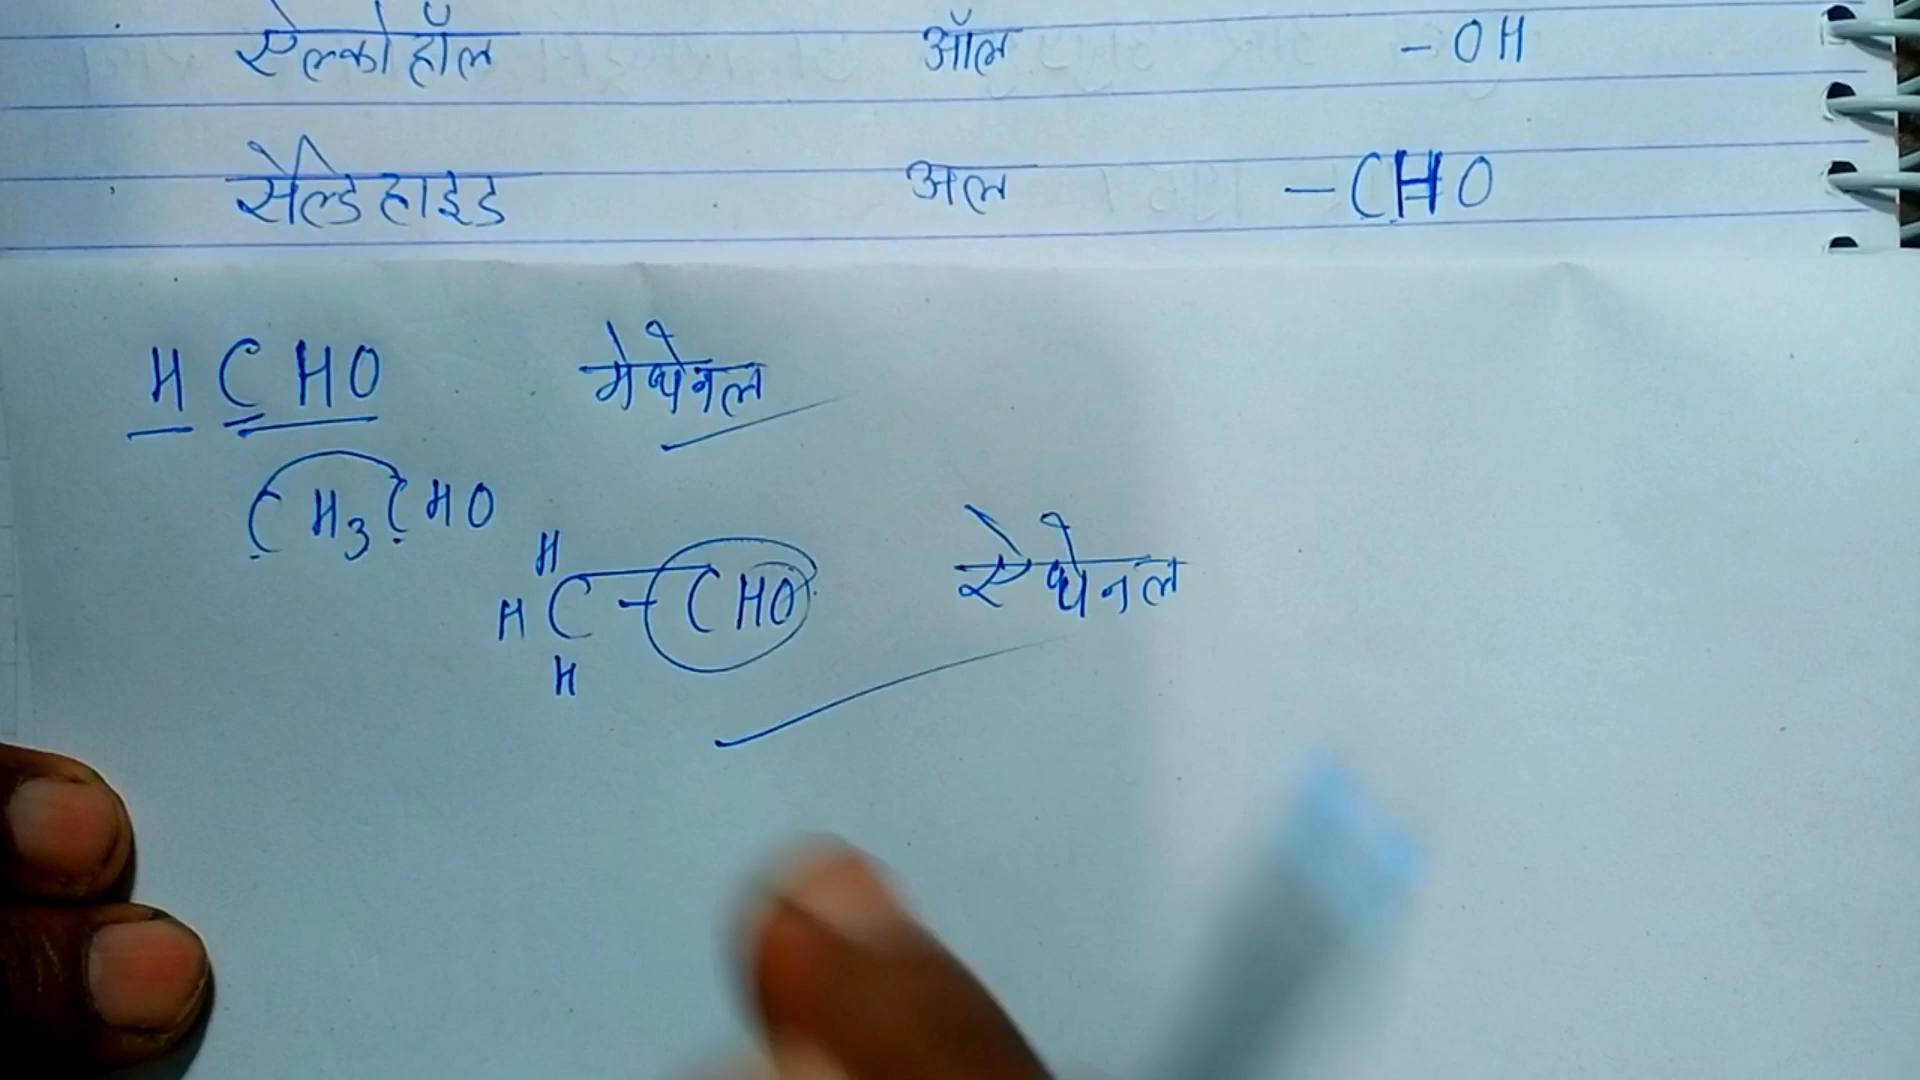 ऐल्कोहॉल ऑल -OH
ऐल्डिहाइड अल -CHO
HCHO मेथेनल
CH3CHO
H
H C - CHO ऐथेनल
H